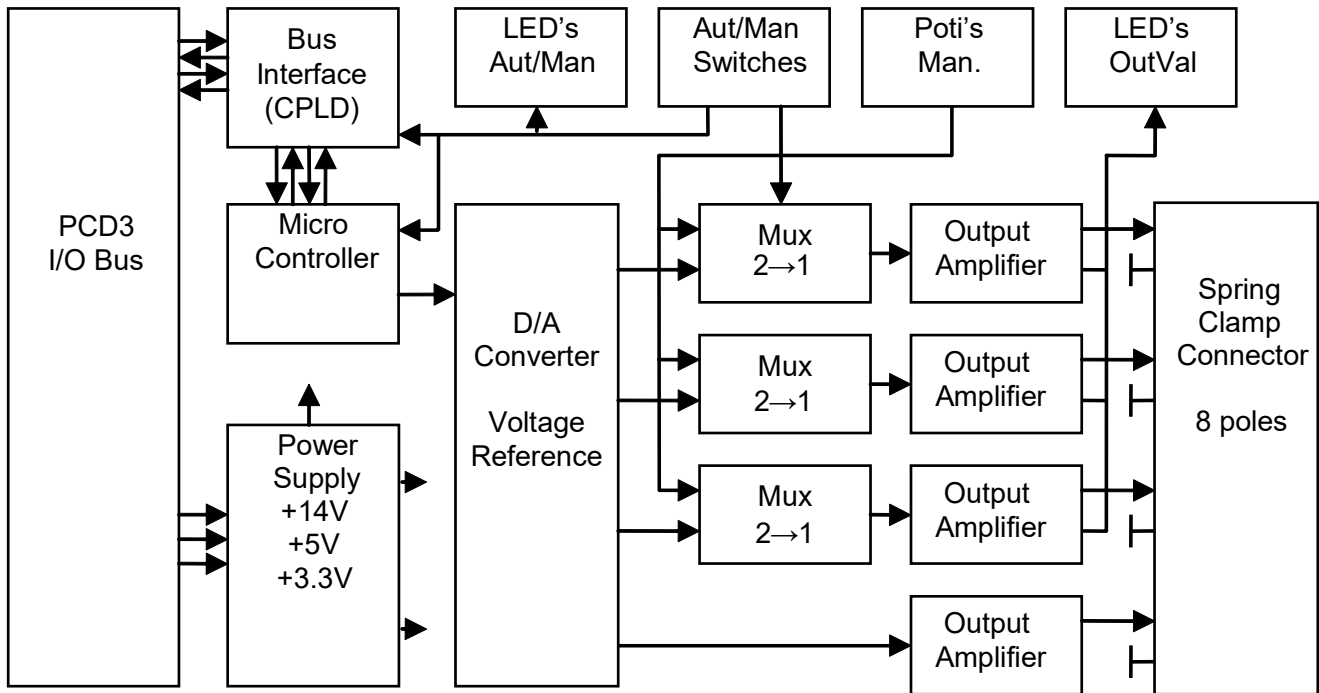 PCD3
I/O Bus
Bus
Interface
(CPLD)
LED’s
Aut/Man
Aut/Man
Switches
Poti’s
Man.
LED’s
OutVal
Micro
Controller
Power
Supply
+14V
+5V
+3.3V
D/A
Converter
Voltage
Reference
Mux
2→1
Output
Amplifier
Mux
2→1
Output
Amplifier
Mux
2→1
Output
Amplifier
Output
Amplifier
Spring
Clamp
Connector
8 poles